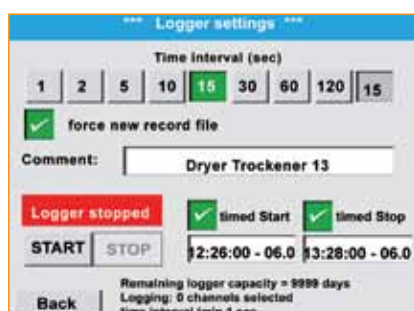 *** Logger settings ***
Time interval (sec)
1 2 5 10 15 30 60 120 15
force new record file
Comment: Dryer Trockener 13
Logger stopped timed Start timed Stop
START STOP 12:26:00 - 06.0 13:28:00 - 06.0
Remaining logger capacity = 9999 days
Logging: 0 channels selected
Back